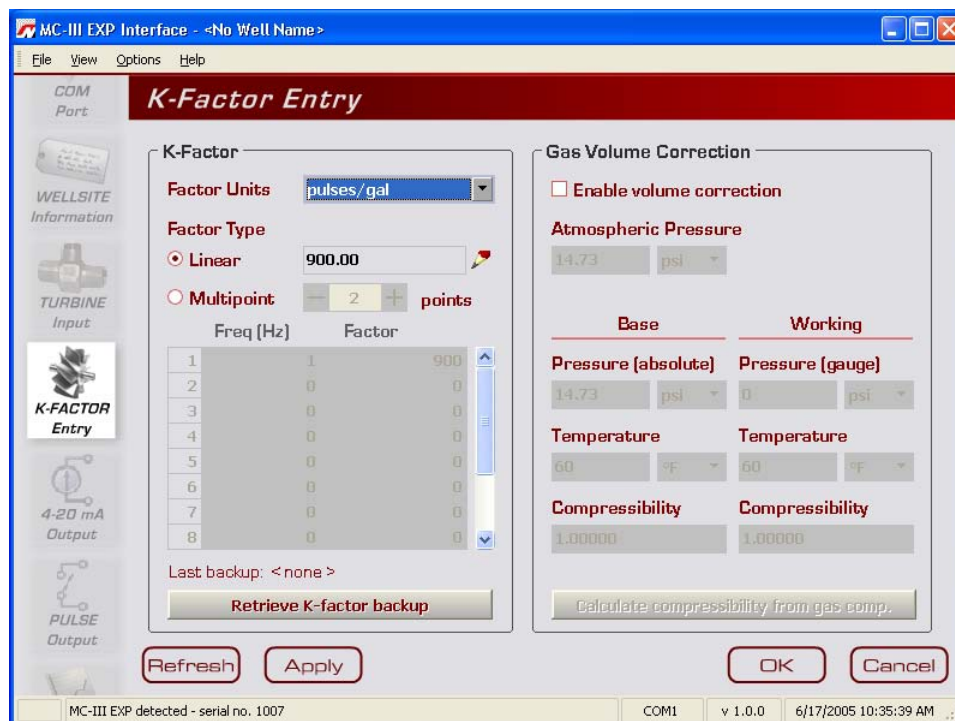 MC-III EXP Interface - <No Well Name>
File View Options Help
COM
Port
WELLSITE
Information
TURBINE
Input
K-FACTOR
Entry
4-20 mA
Output
PULSE
Output
K-Factor Entry
K-Factor
Factor Units pulses/gal
Factor Type
Linear 900.00
Multipoint 2 points
Freq (Hz) Factor
1 1 900
2 0 0
3 0 0
4 0 0
5 0 0
6 0 0
7 0 0
8 0 0
Last backup: < none >
Retrieve K-factor backup
Gas Volume Correction
Enable volume correction
Atmospheric Pressure
14.73 psi
Base Working
Pressure (absolute) Pressure (gauge)
14.73 psi 0 psi
Temperature Temperature
60 °F 60 °F
Compressibility Compressibility
1.00000 1.00000
Calculate compressibility from gas comp.
Refresh Apply OK Cancel
MC-III EXP detected - serial no. 1007 COM1 v 1.0.0 6/17/2005 10:35:39 AM